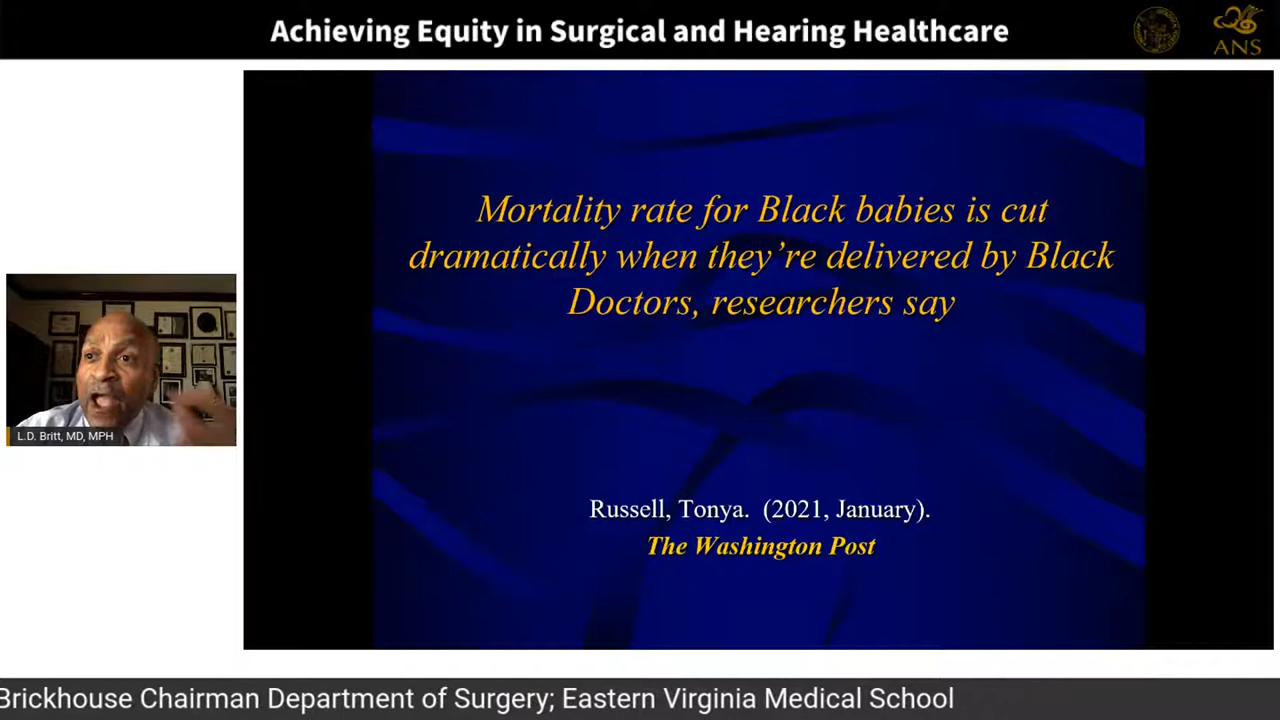 Achieving Equity in Surgical and Hearing Healthcare
ANS
Mortality rate for Black babies is cut
dramatically when they’re delivered by Black
Doctors, researchers say
Russell, Tonya. (2021, January).
The Washington Post
L.D. Britt, MD, MPH
Brickhouse Chairman Department of Surgery; Eastern Virginia Medical School